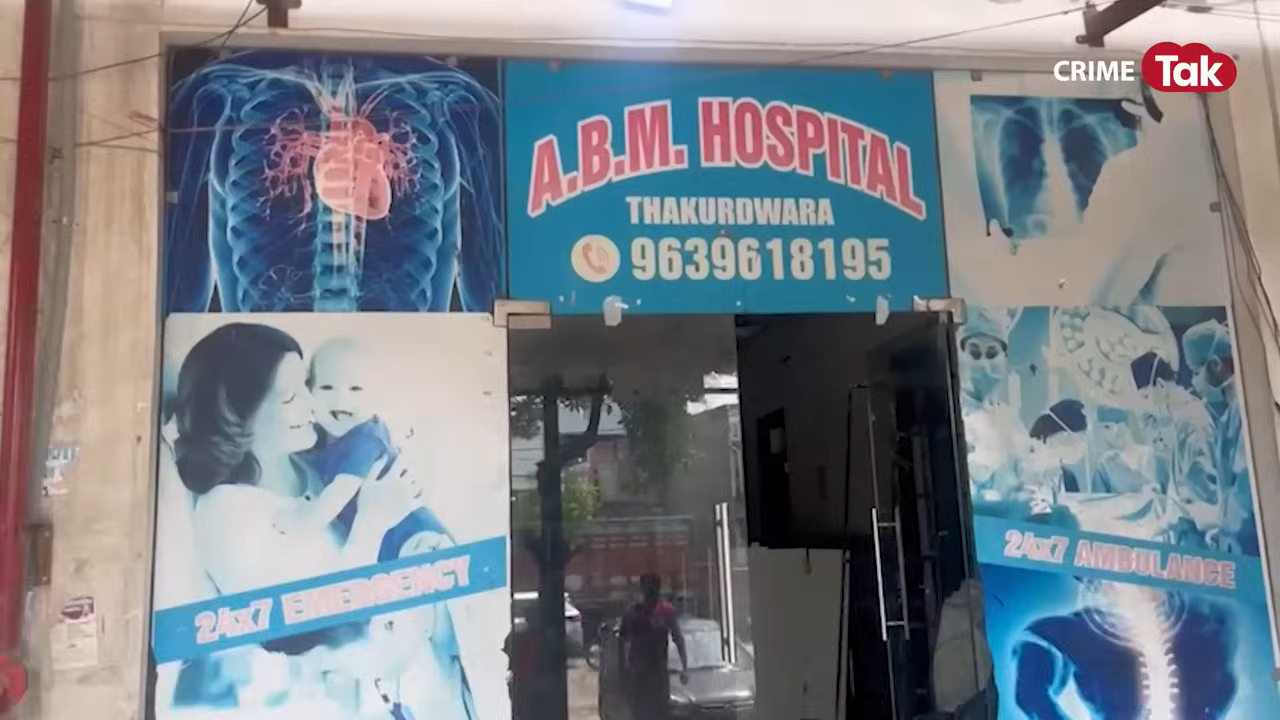 CRIME Tak
A.B.M. HOSPITAL
THAKURDWARA
9639618195
24x7 EMERGENCY
24x7 AMBULANCE